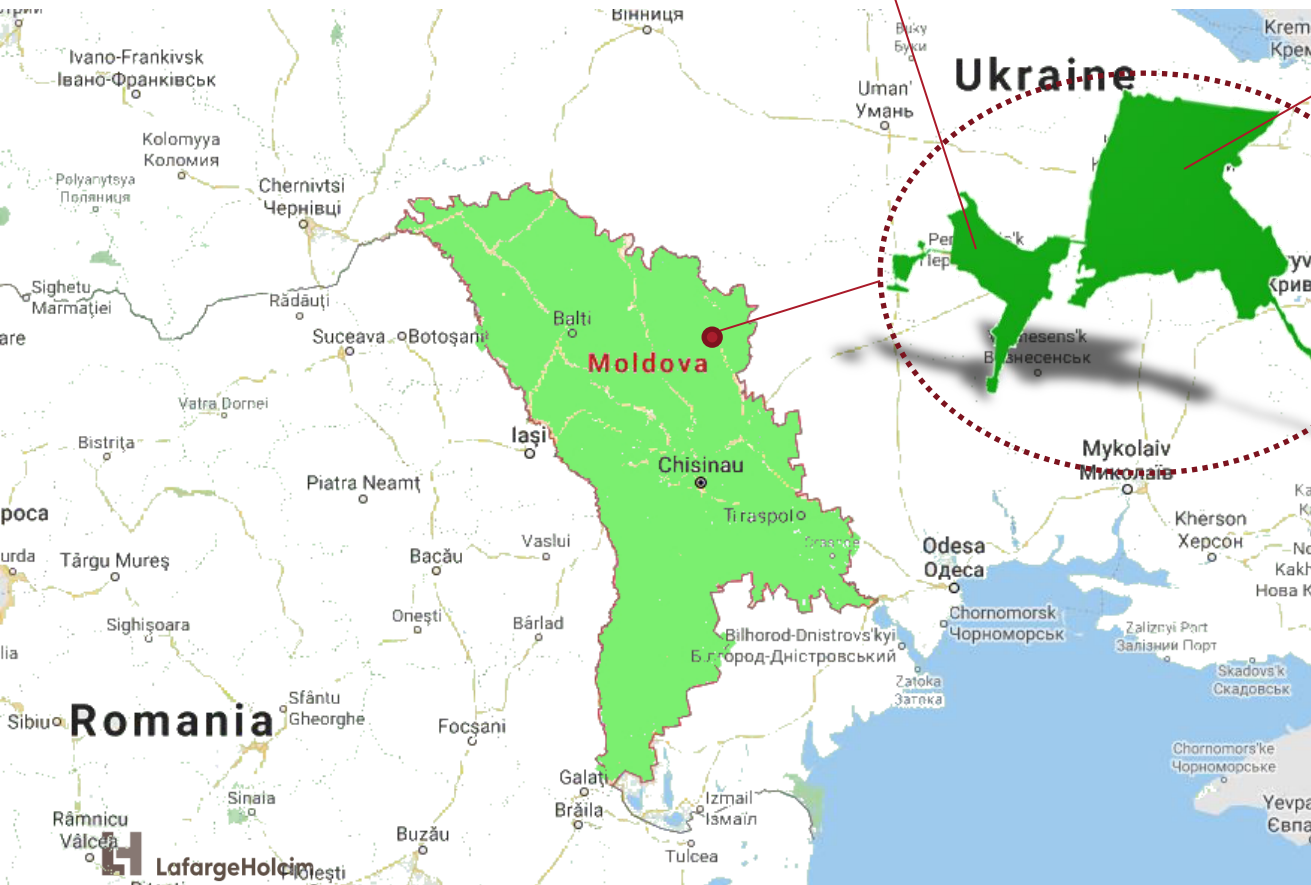 Вінниця
Ivano-Frankivsk
Івано-Франківськ
Буки
Ukraine
Uman'
Умань
Kolomyya
Коломия
Polyanytsya
Поляниця
Chernivtsi
Чернівці
Sighetu
Marmației
Rădăuți
Suceava
Botoșani
Balti
Moldova
Vatra Dornei
Вознесенськ
Bistrița
Iași
Chisinau
Mykolaiv
Миколаїв
Piatra Neamț
Tiraspol
Kherson
Херсон
Târgu Mureș
Bacău
Vaslui
Odesa
Одеса
Onești
Bârlad
Chornomorsk
Чорноморськ
Sighișoara
Bilhorod-Dnistrovs'kyi
Білгород-Дністровський
Zaliznyi Port
Залізний Порт
Zatoka
Затока
Skadovs'k
Скадовськ
Sibiu
Romania
Sfântu
Gheorghe
Focșani
Chornomors'ke
Чорноморське
Galați
Sinaia
Brăila
Izmail
Ізмаїл
Râmnicu
Vâlcea
Buzău
LafargeHolcim
Ploiești
Tulcea